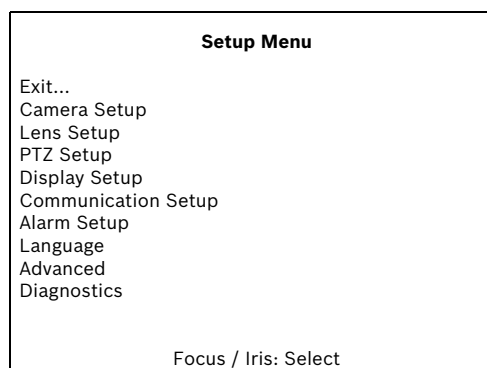 Setup Menu
Exit...
Camera Setup
Lens Setup
PTZ Setup
Display Setup
Communication Setup
Alarm Setup
Language
Advanced
Diagnostics
Focus / Iris: Select